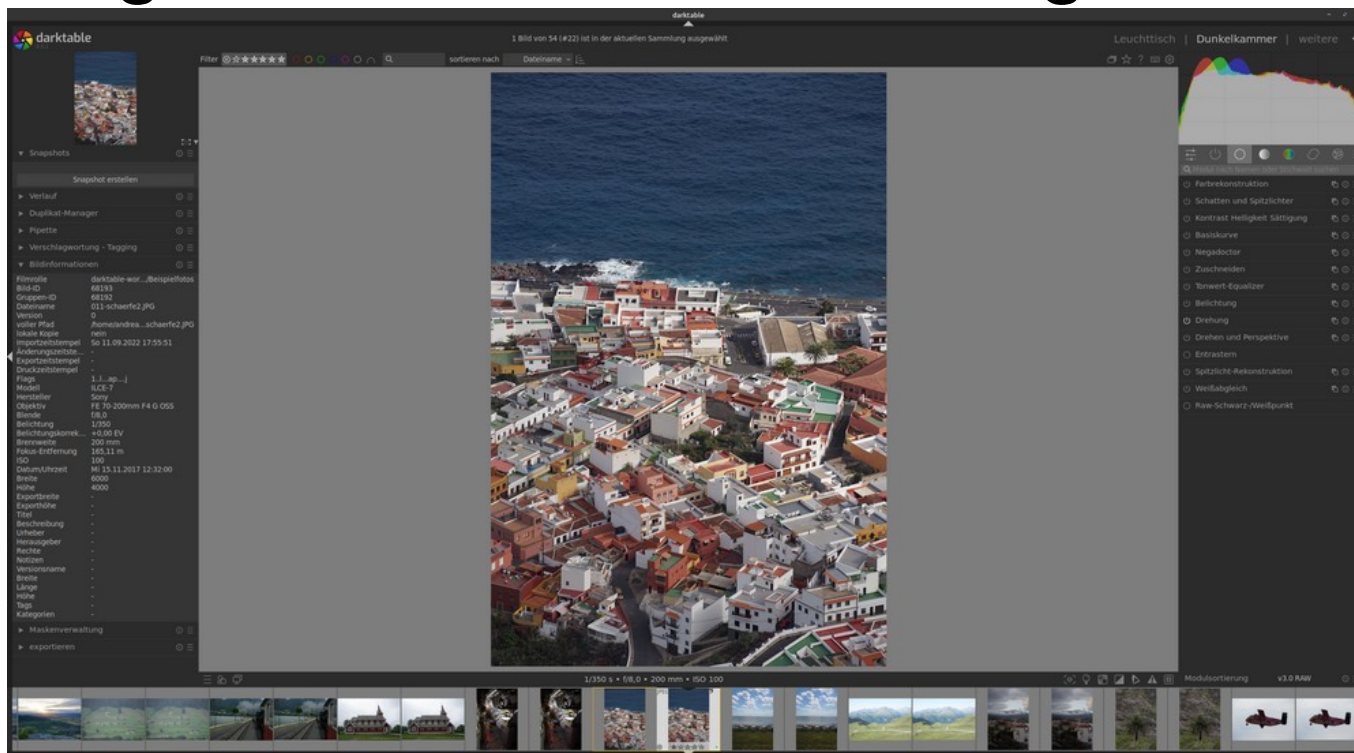 darktable
darktable
1 Bild von 54 (#22) ist in der aktuellen Sammlung ausgewählt
Leuchttisch | Dunkelkammer | weitere
Filter
sortieren nach Dateiname
Snapshots
Snapshot erstellen
Verlauf
Duplikat-Manager
Pipette
Verschlagwortung - Tagging
Bildinformationen
Filmrolle darktable-wor.../Beispielfotos
Bild-ID 68193
Gruppen-ID 68192
Dateiname 011-schaerfe2.JPG
Version 0
voller Pfad /home/andrea...schaerfe2.JPG
lokale Kopie nein
Importzeitstempel So 11.09.2022 17:55:51
Änderungszeitste... -
Exportzeitstempel -
Druckzeitstempel -
Flags 1../...ap....j
Modell ILCE-7
Hersteller Sony
Objektiv FE 70-200mm F4 G OSS
Blende f/8,0
Belichtung 1/350
Belichtungskorrek... +0,00 EV
Brennweite 200 mm
Fokus-Entfernung 165,11 m
ISO 100
Datum/Uhrzeit Mi 15.11.2017 12:32:00
Breite 6000
Höhe 4000
Exportbreite -
Exporthöhe -
Titel -
Beschreibung -
Urheber -
Herausgeber -
Rechte -
Notizen -
Versionsname -
Breite -
Länge -
Höhe -
Tags -
Kategorien -
Maskenverwaltung
exportieren
1/350 s • f/8,0 • 200 mm • ISO 100
Modul nach Namen oder Stichwort suchen
Farbrekonstruktion
Schatten und Spitzlichter
Kontrast Helligkeit Sättigung
Basiskurve
Negadoctor
Zuschneiden
Tonwert-Equalizer
Belichtung
Drehung
Drehen und Perspektive
Entrastern
Spitzlicht-Rekonstruktion
Weißabgleich
Raw-Schwarz-/Weißpunkt
Modulsortierung v3.0 RAW